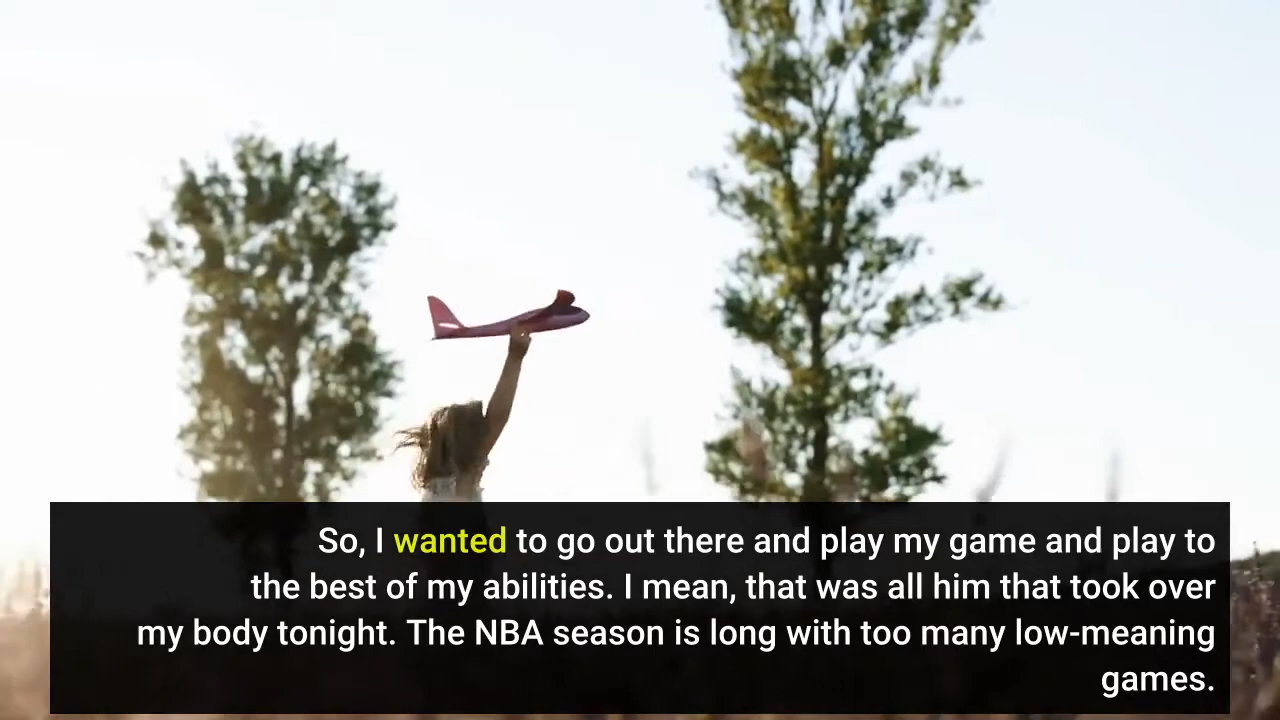 So, I wanted to go out there and play my game and play to
the best of my abilities. I mean, that was all him that took over
my body tonight. The NBA season is long with too many low-meaning
games.